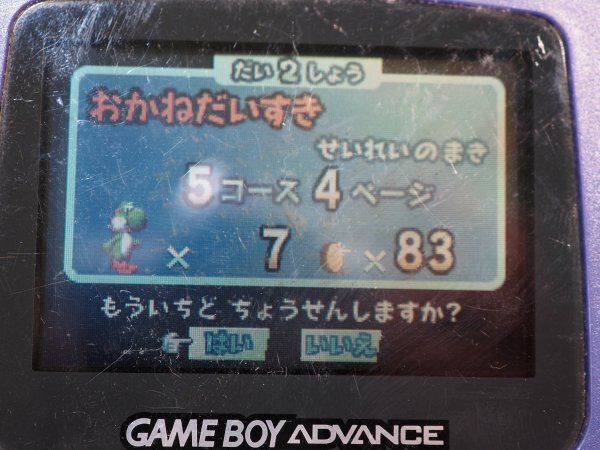 だい2しょう
おかねだいすき
せいれいのまき
5コース 4ページ
× 7 × 83
もういちど ちょうせんしますか?
はい いいえ
GAME BOY ADVANCE